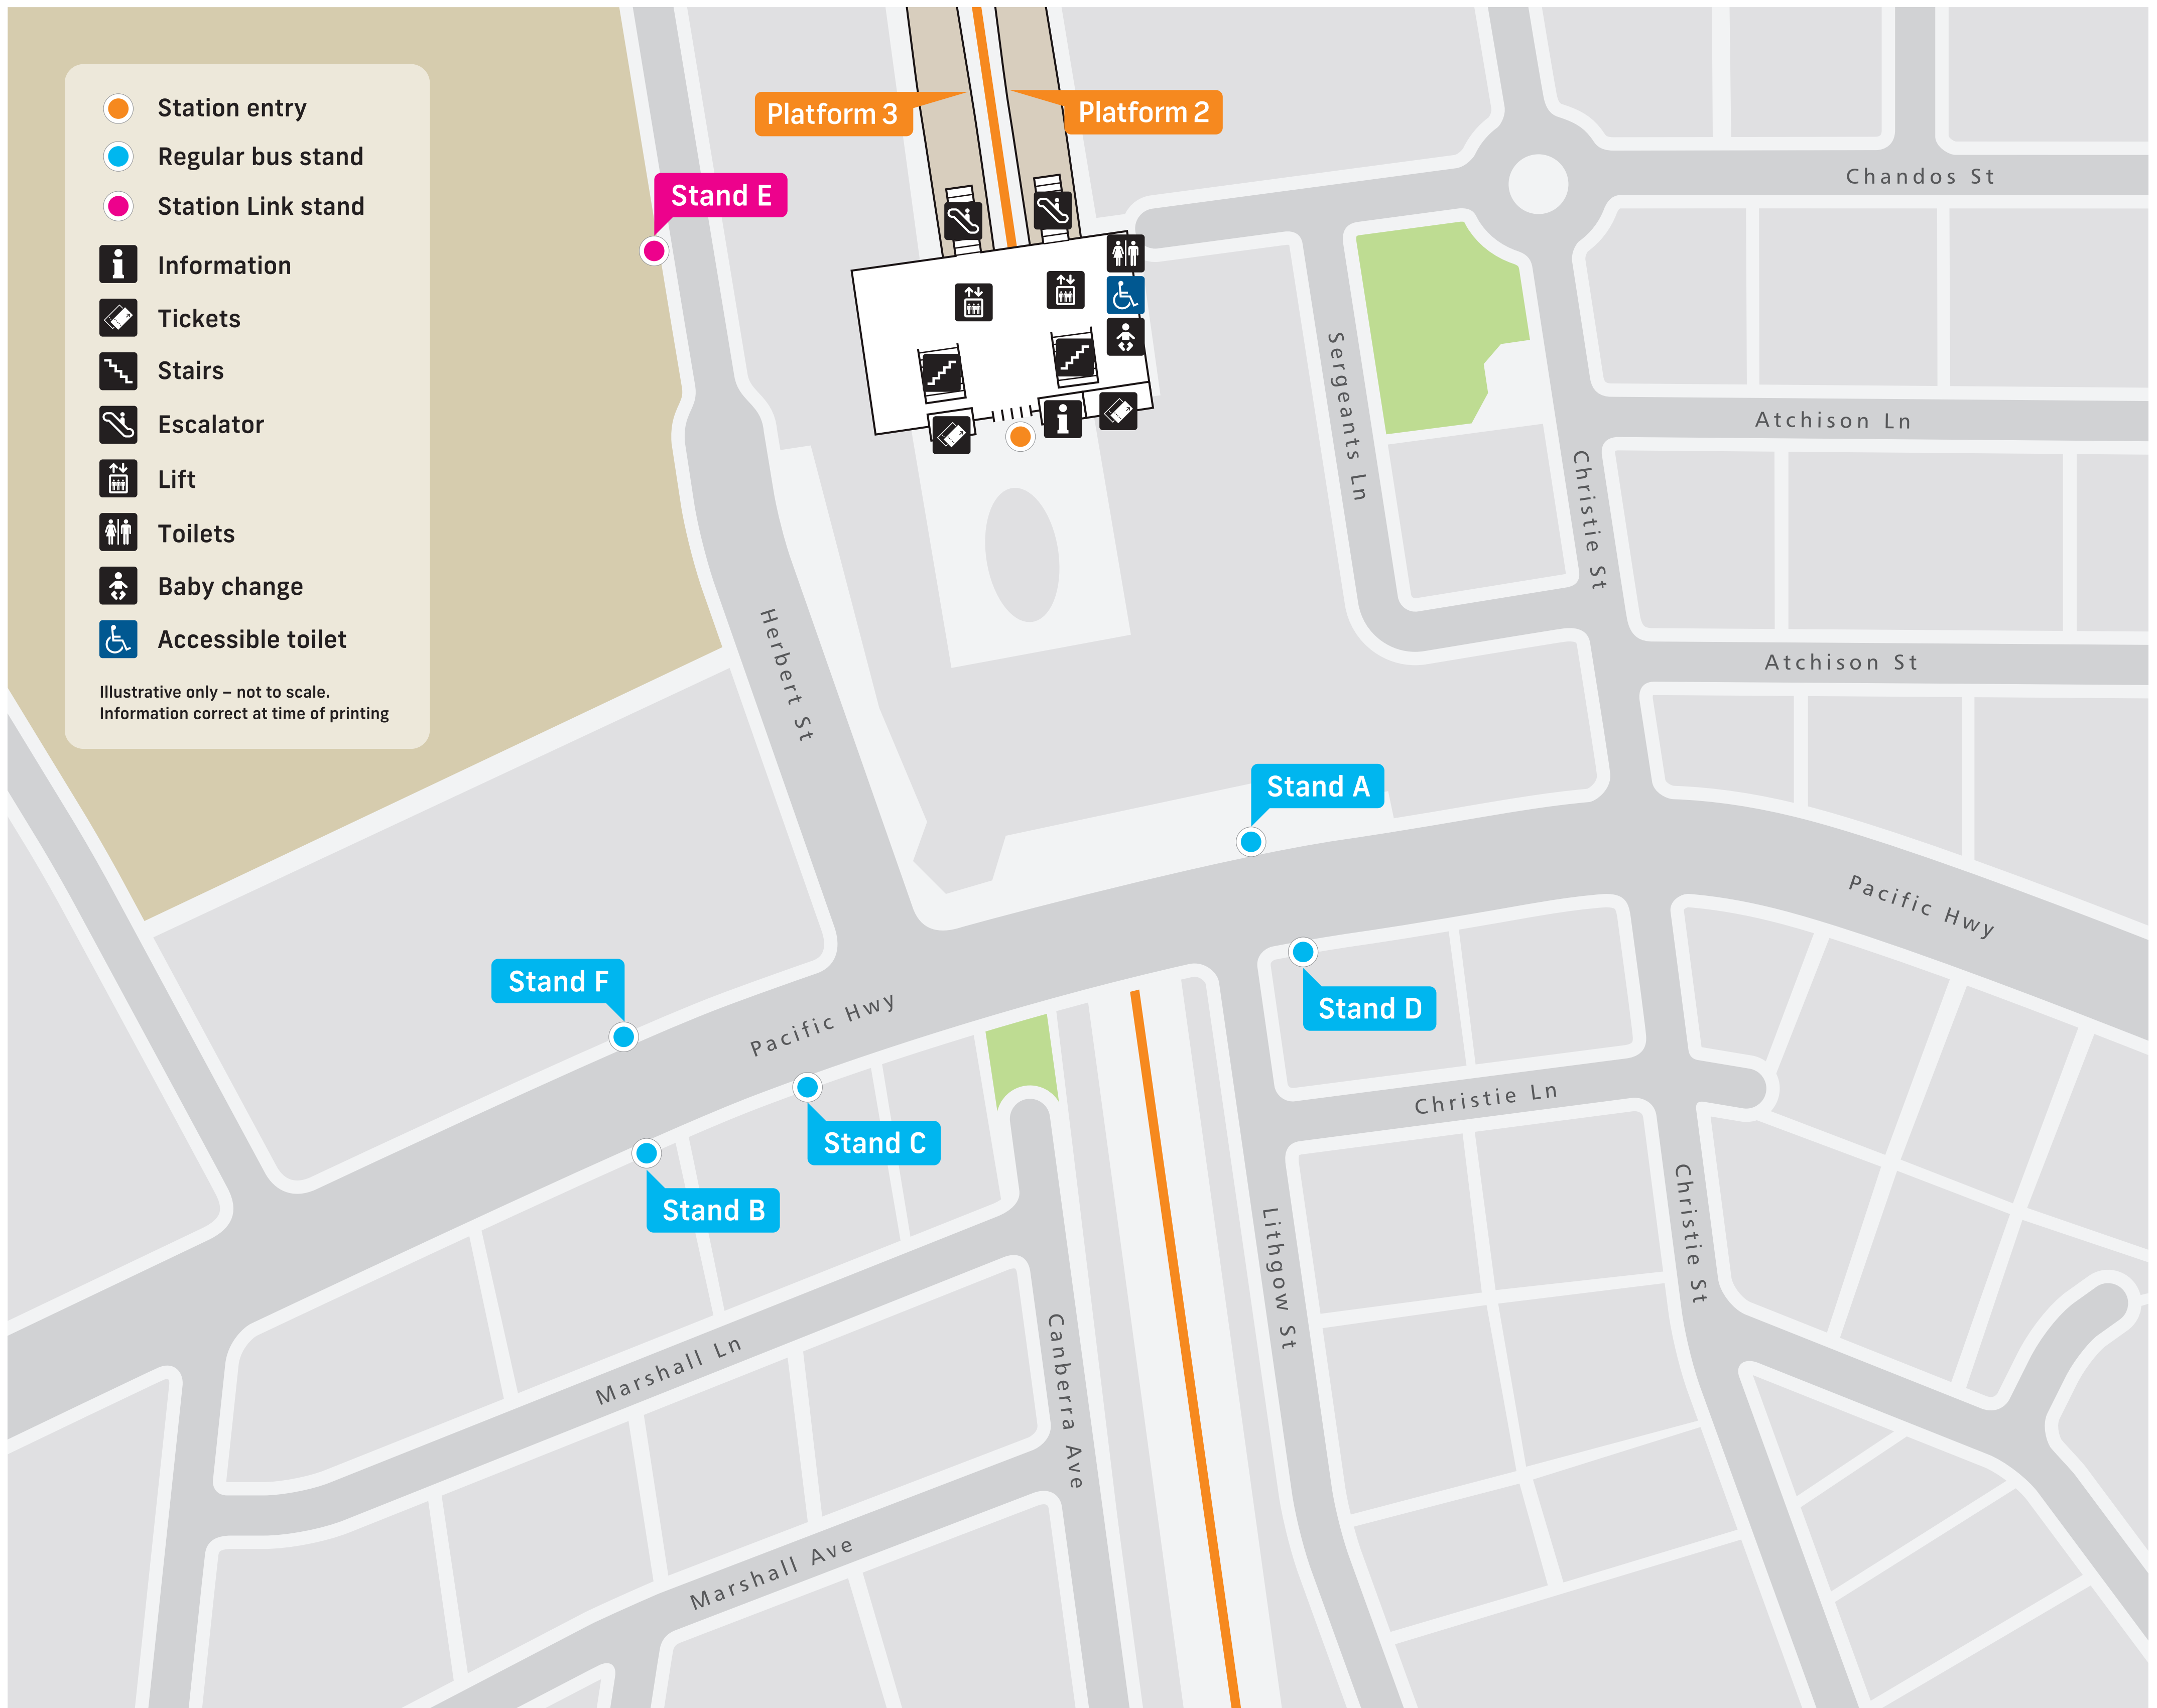 Station entry
Regular bus stand
Station Link stand
Information
Tickets
Stairs
Escalator
Lift
Toilets
Baby change
Accessible toilet
Illustrative only – not to scale.
Information correct at time of printing
Platform 3
Platform 2
Stand E
Chandos St
Sergeants Ln
Atchison Ln
Christie St
Herbert St
Atchison St
Stand A
Pacific Hwy
Stand F
Pacific Hwy
Stand D
Stand C
Christie Ln
Stand B
Christie St
Lithgow St
Marshall Ln
Canberra Ave
Marshall Ave